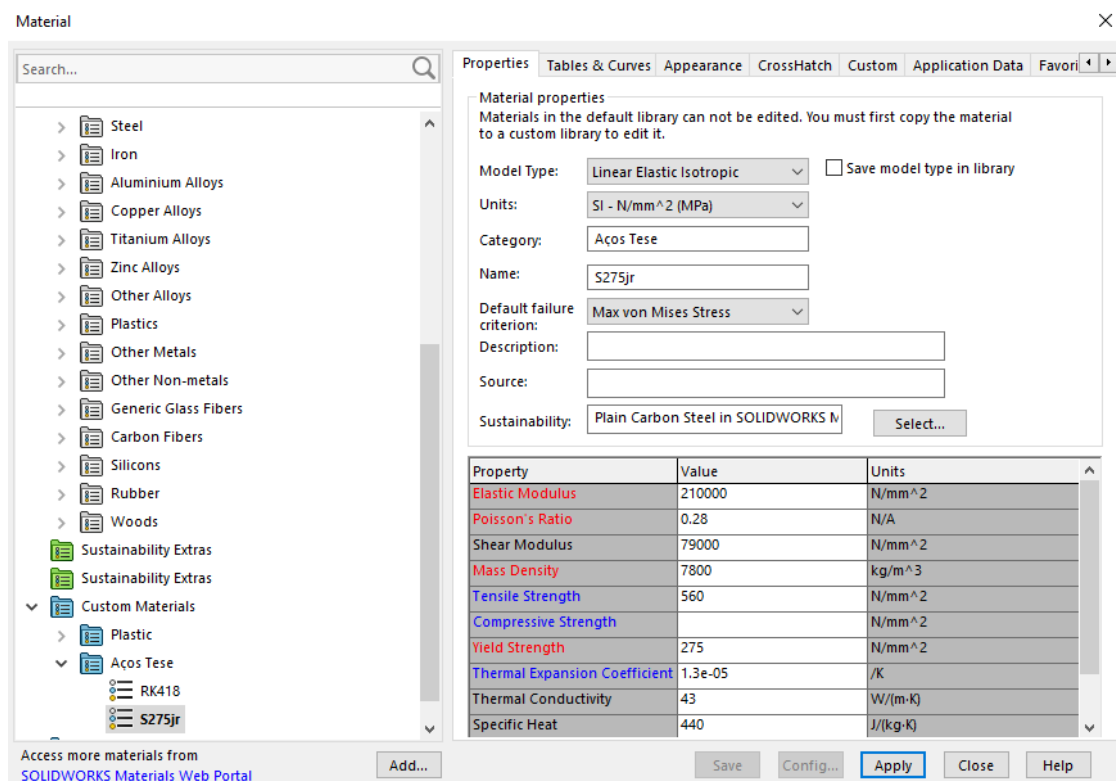 Material
Search...
Steel
Iron
Aluminium Alloys
Copper Alloys
Titanium Alloys
Zinc Alloys
Other Alloys
Plastics
Other Metals
Other Non-metals
Generic Glass Fibers
Carbon Fibers
Silicons
Rubber
Woods
Sustainability Extras
Sustainability Extras
Custom Materials
Plastic
Aços Tese
RK418
S275jr
Access more materials from
SOLIDWORKS Materials Web Portal
Add...
Properties Tables & Curves Appearance CrossHatch Custom Application Data Favori
Material properties
Materials in the default library can not be edited. You must first copy the material
to a custom library to edit it.
Model Type: Linear Elastic Isotropic Save model type in library
Units: SI - N/mm^2 (MPa)
Category: Aços Tese
Name: S275jr
Default failure
criterion: Max von Mises Stress
Description:
Source:
Sustainability: Plain Carbon Steel in SOLIDWORKS M Select...
Property Value Units
Elastic Modulus 210000 N/mm^2
Poisson's Ratio 0.28 N/A
Shear Modulus 79000 N/mm^2
Mass Density 7800 kg/m^3
Tensile Strength 560 N/mm^2
Compressive Strength N/mm^2
Yield Strength 275 N/mm^2
Thermal Expansion Coefficient 1.3e-05 /K
Thermal Conductivity 43 W/(m·K)
Specific Heat 440 J/(kg·K)
Save Config... Apply Close Help